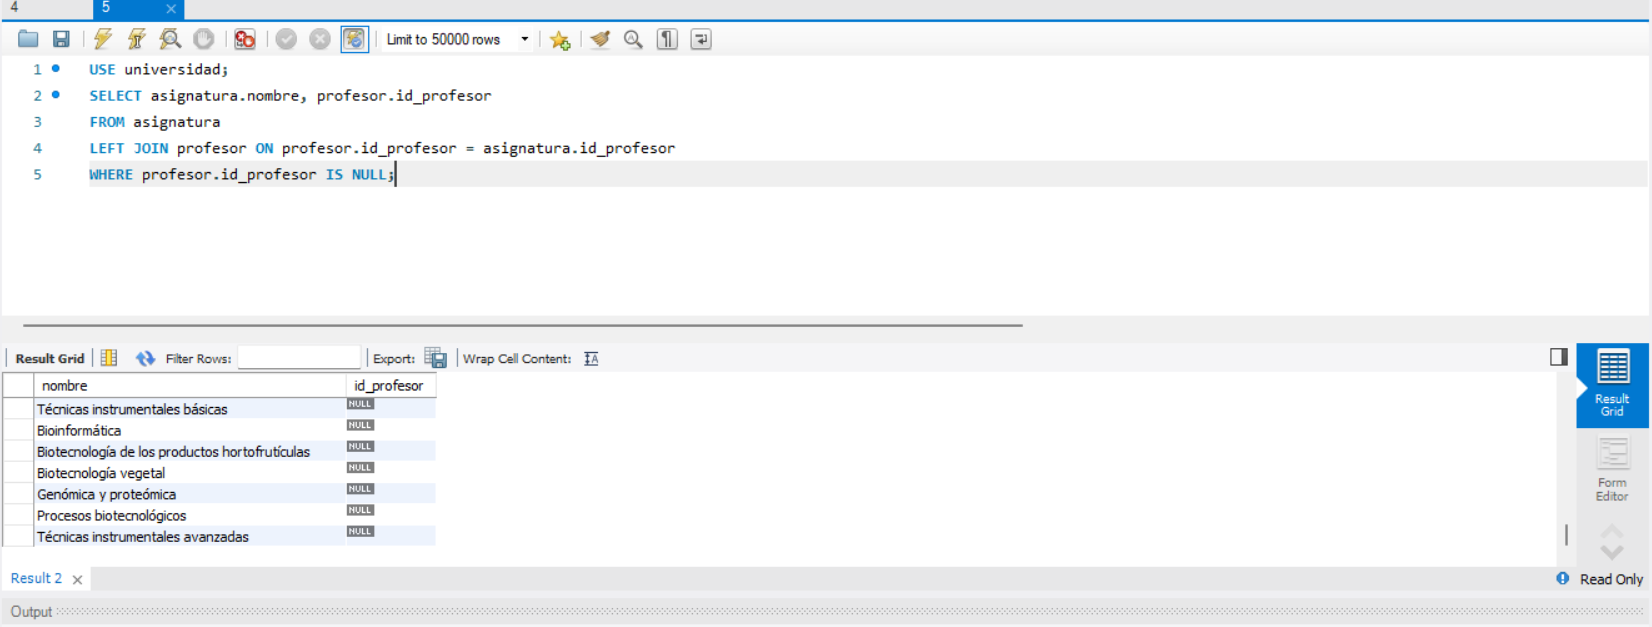 4
5
Limit to 50000 rows
1 USE universidad;
2 SELECT asignatura.nombre, profesor.id_profesor
3 FROM asignatura
4 LEFT JOIN profesor ON profesor.id_profesor = asignatura.id_profesor
5 WHERE profesor.id_profesor IS NULL;
Result Grid Filter Rows: Export: Wrap Cell Content: IA
nombre id_profesor
Técnicas instrumentales básicas NULL
Bioinformática NULL
Biotecnología de los productos hortofrutículas NULL
Biotecnología vegetal NULL
Genómica y proteómica NULL
Procesos biotecnológicos NULL
Técnicas instrumentales avanzadas NULL
Result
Grid
Form
Editor
Result 2
Read Only
Output